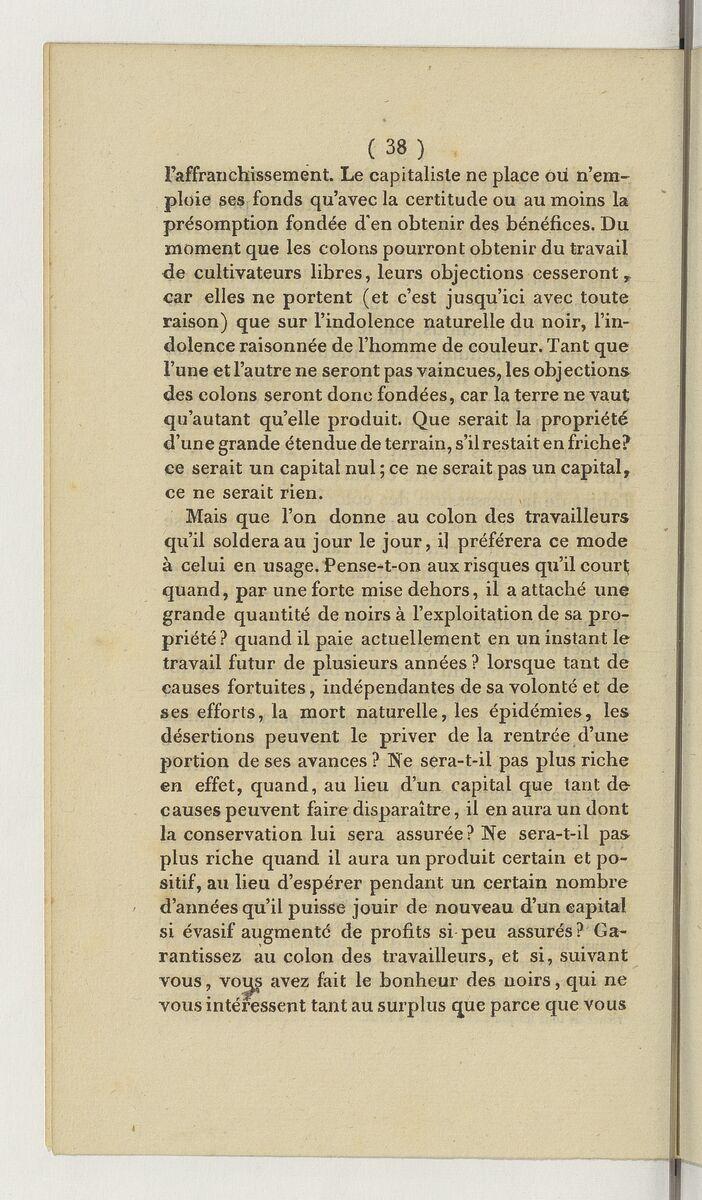 ( 38 )
l'affranchissement. Le capitaliste ne place ou n'em-
ploie ses fonds qu'avec la certitude ou au moins la
présomption fondée d'en obtenir des bénéfices. Du
moment que les colons pourront obtenir du travail
de cultivateurs libres, leurs objections cesseront,
car elles ne portent (et c'est jusqu'ici avec toute
raison) que sur l'indolence naturelle du noir, l'in-
dolence raisonnée de l'homme de couleur. Tant que
l'une et l'autre ne seront pas vaincues, les objections
des colons seront donc fondées, car la terre ne vaut
qu'autant qu'elle produit. Que serait la propriété
d'une grande étendue de terrain, s'il restait en friche?
ce serait un capital nul ; ce ne serait pas un capital,
ce ne serait rien.
Mais que l'on donne au colon des travailleurs
qu'il soldera au jour le jour, il préférera ce mode
à celui en usage. Pense-t-on aux risques qu'il court
quand, par une forte mise dehors, il a attaché une
grande quantité de noirs à l'exploitation de sa pro-
priété ? quand il paie actuellement en un instant le
travail futur de plusieurs années ? lorsque tant de
causes fortuites, indépendantes de sa volonté et de
ses efforts, la mort naturelle, les épidémies, les
désertions peuvent le priver de la rentrée d'une
portion de ses avances ? Ne sera-t-il pas plus riche
en effet, quand, au lieu d'un capital que tant de
causes peuvent faire disparaître, il en aura un dont
la conservation lui sera assurée ? Ne sera-t-il pas
plus riche quand il aura un produit certain et po-
sitif, au lieu d'espérer pendant un certain nombre
d'années qu'il puisse jouir de nouveau d'un capital
si évasif augmenté de profits si peu assurés ? Ga-
rantissez au colon des travailleurs, et si, suivant
vous, vous avez fait le bonheur des noirs, qui ne
vous intéressent tant au surplus que parce que vous